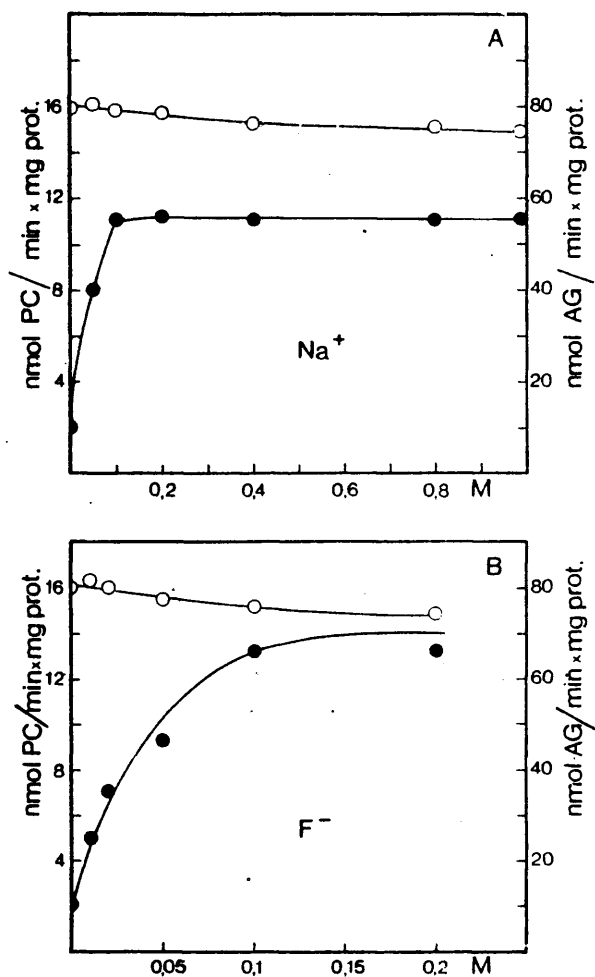 A
nmol PC/ min × mg prot.
16
12
8
4
80
60
40
20
nmol AG / min × mg prot.
Na⁺
0,2
0,4
0,6
0,8
M
B
nmol PC/min×mg prot.
16
12
8
4
80
60
40
20
nmol AG/min×mg prot.
F⁻
0,05
0,1
0,15
0,2
M